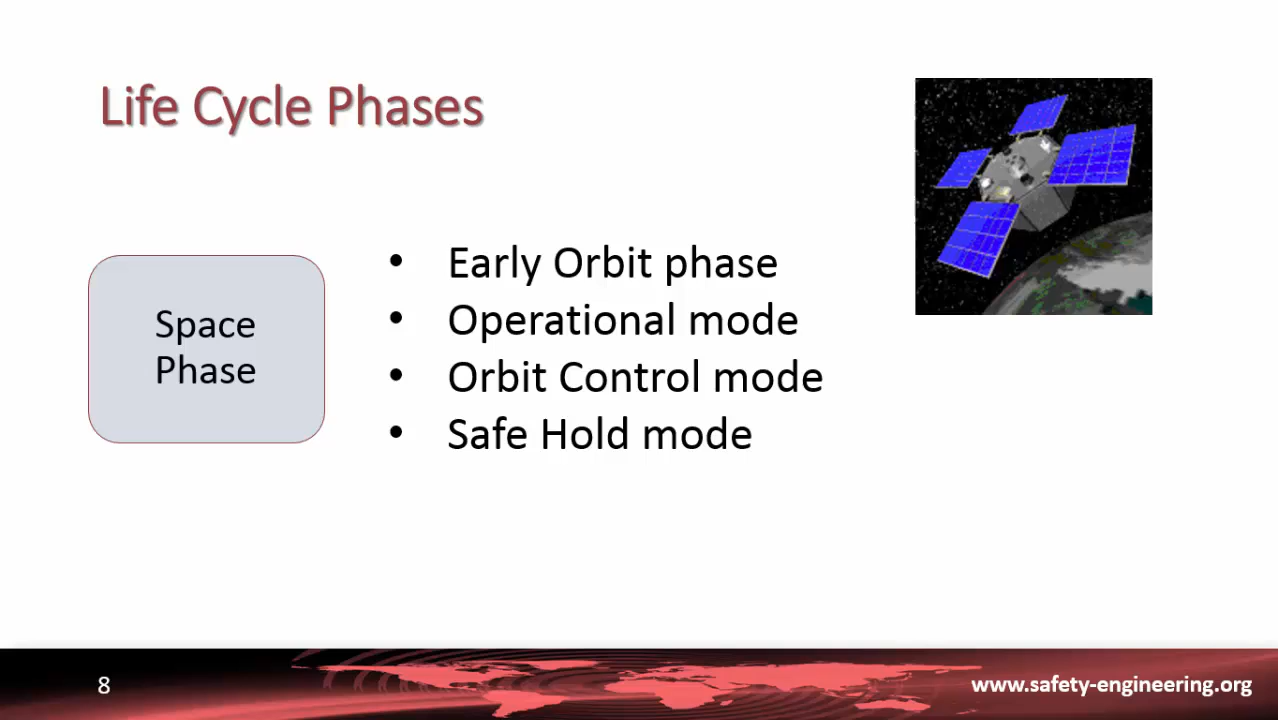 Life Cycle Phases
Space
Phase
• Early Orbit phase
• Operational mode
• Orbit Control mode
• Safe Hold mode
8
www.safety-engineering.org